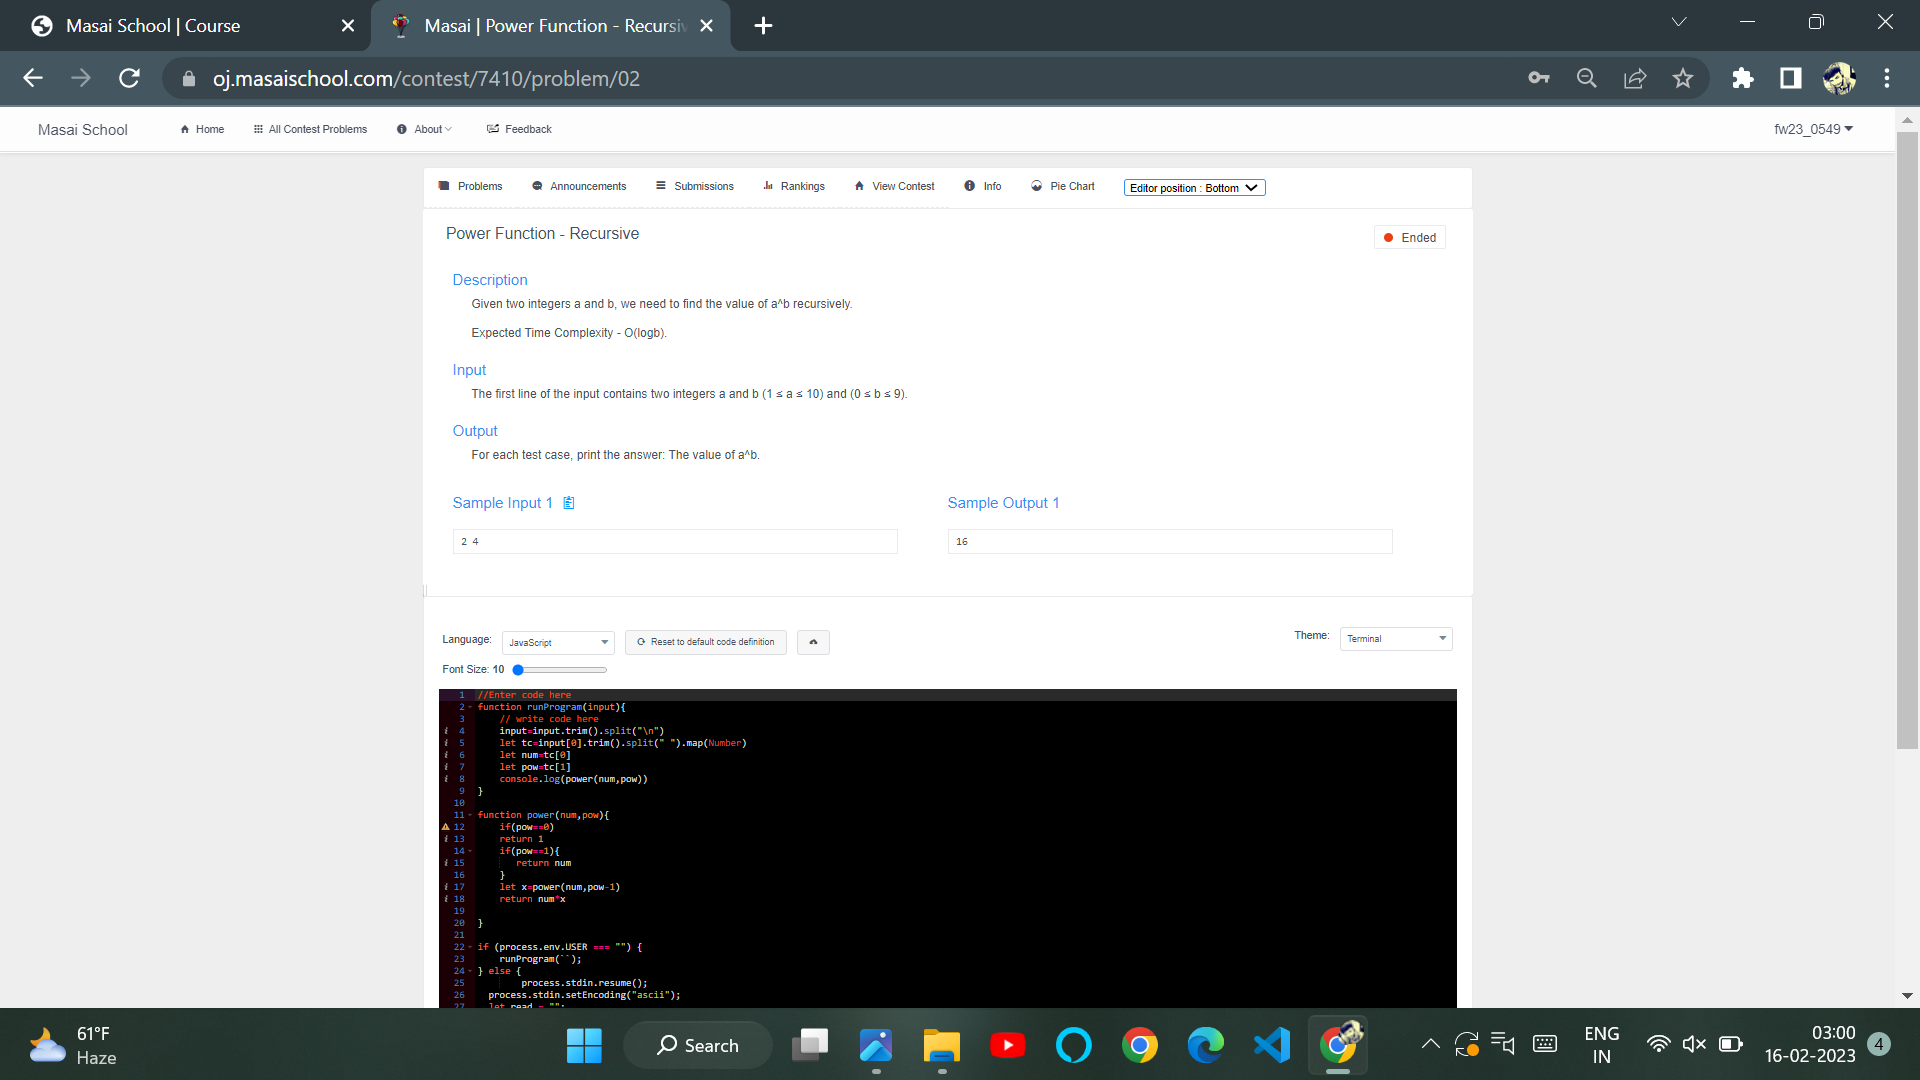 Masai School | Course
Masai | Power Function - Recursiv
oj.masaischool.com/contest/7410/problem/02
Masai School
Home
All Contest Problems
About
Feedback
fw23_0549
Problems
Announcements
Submissions
Rankings
View Contest
Info
Pie Chart
Editor position : Bottom
Power Function - Recursive
Ended
Description
Given two integers a and b, we need to find the value of a^b recursively.
Expected Time Complexity - O(logb).
Input
The first line of the input contains two integers a and b (1 ≤ a ≤ 10) and (0 ≤ b ≤ 9).
Output
For each test case, print the answer: The value of a^b.
Sample Input 1
Sample Output 1
2 4
16
Language:
JavaScript
Reset to default code definition
Theme:
Terminal
Font Size: 10
1 //Enter code here
2 function runProgram(input){
3 // write code here
4 input=input.trim().split("\n")
5 let tc=input[0].trim().split(" ").map(Number)
6 let num=tc[0]
7 let pow=tc[1]
8 console.log(power(num,pow))
9 }
10
11 function power(num,pow){
12 if(pow==0)
13 return 1
14 if(pow==1){
15 return num
16 }
17 let x=power(num,pow-1)
18 return num*x
19
20 }
21
22 if (process.env.USER === "") {
23 runProgram(``);
24 } else {
25 process.stdin.resume();
26 process.stdin.setEncoding("ascii");
27 let read = "";
61°F
Haze
Search
ENG
IN
03:00
16-02-2023
4